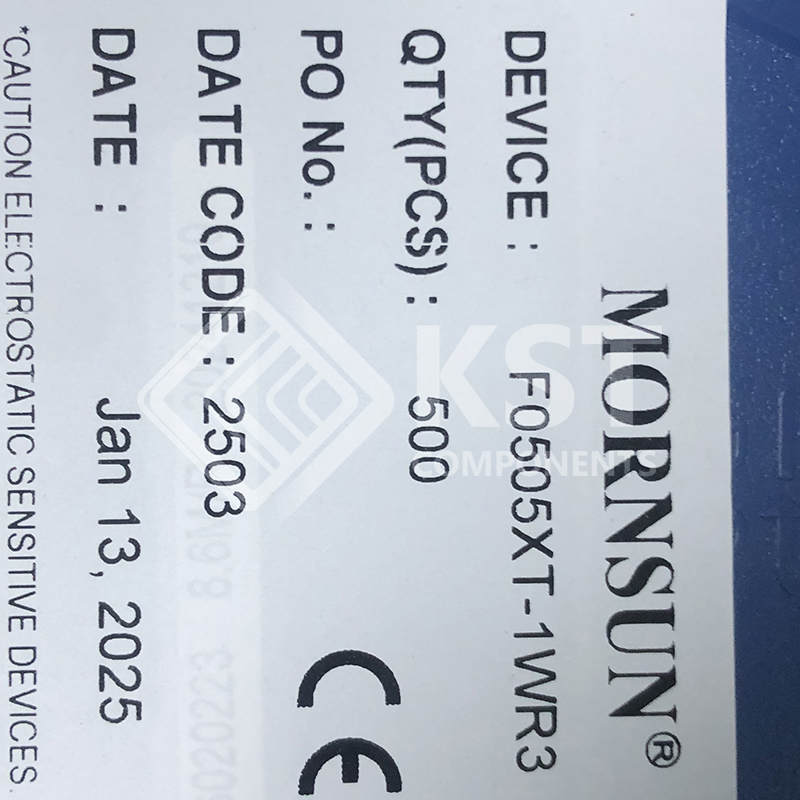 MORNSUN®
DEVICE : F0505XT-1WR3
QTY(PCS) : 500
PO No. :
DATE CODE : 2503
DATE : Jan 13, 2025
*CAUTION ELECTROSTATIC SENSITIVE DEVICES.
CE
KST
COMPONENTS